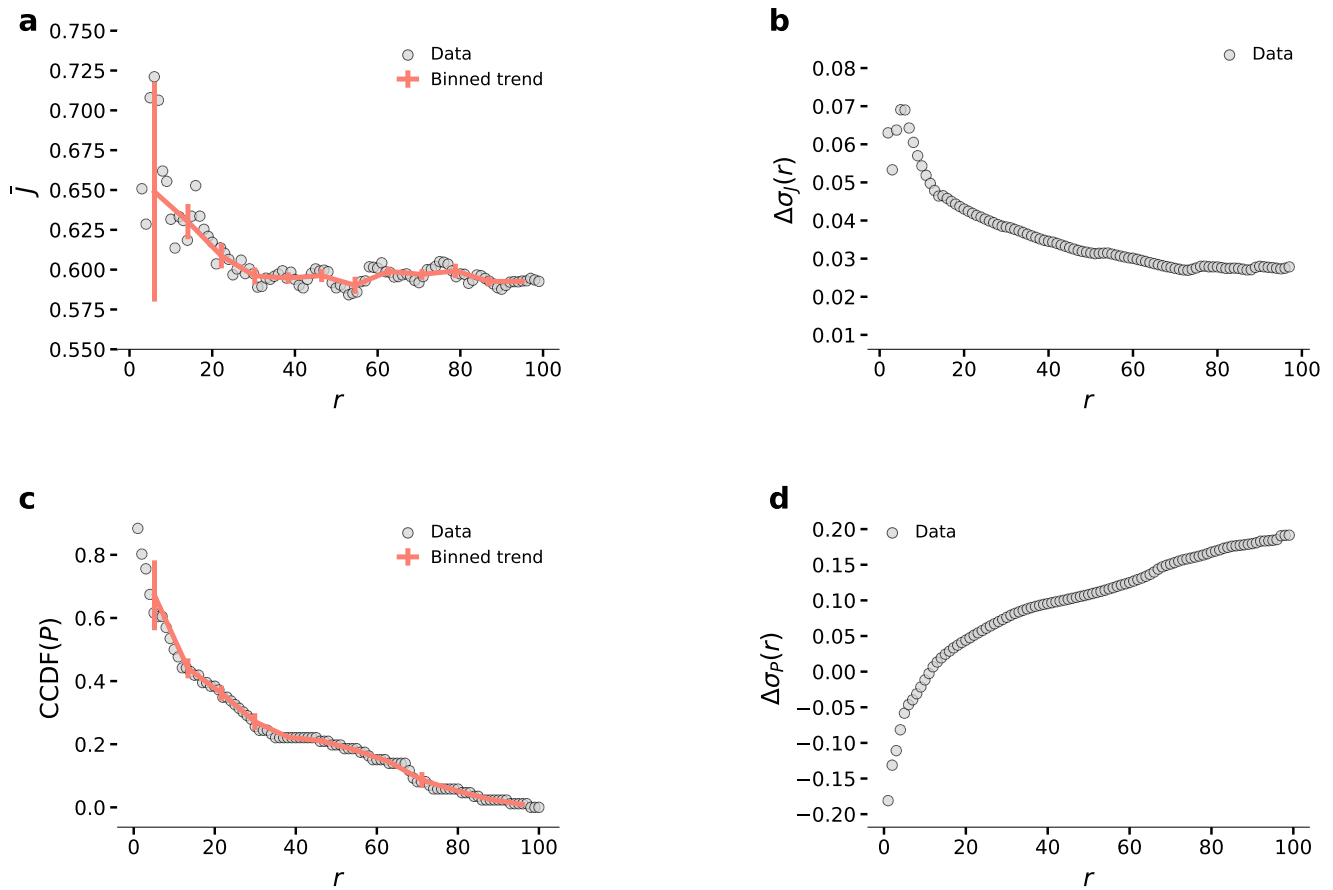 a
0.750
0.725
0.700
0.675
0.650
0.625
0.600
0.575
0.550
J̄
0 20 40 60 80 100
r
Data
Binned trend
b
0.08
0.07
0.06
0.05
0.04
0.03
0.02
0.01
Δσ_J(r)
0 20 40 60 80 100
r
Data
c
0.8
0.6
0.4
0.2
0.0
CCDF(P)
0 20 40 60 80 100
r
Data
Binned trend
d
0.20
0.15
0.10
0.05
0.00
−0.05
−0.10
−0.15
−0.20
Δσ_P(r)
0 20 40 60 80 100
r
Data